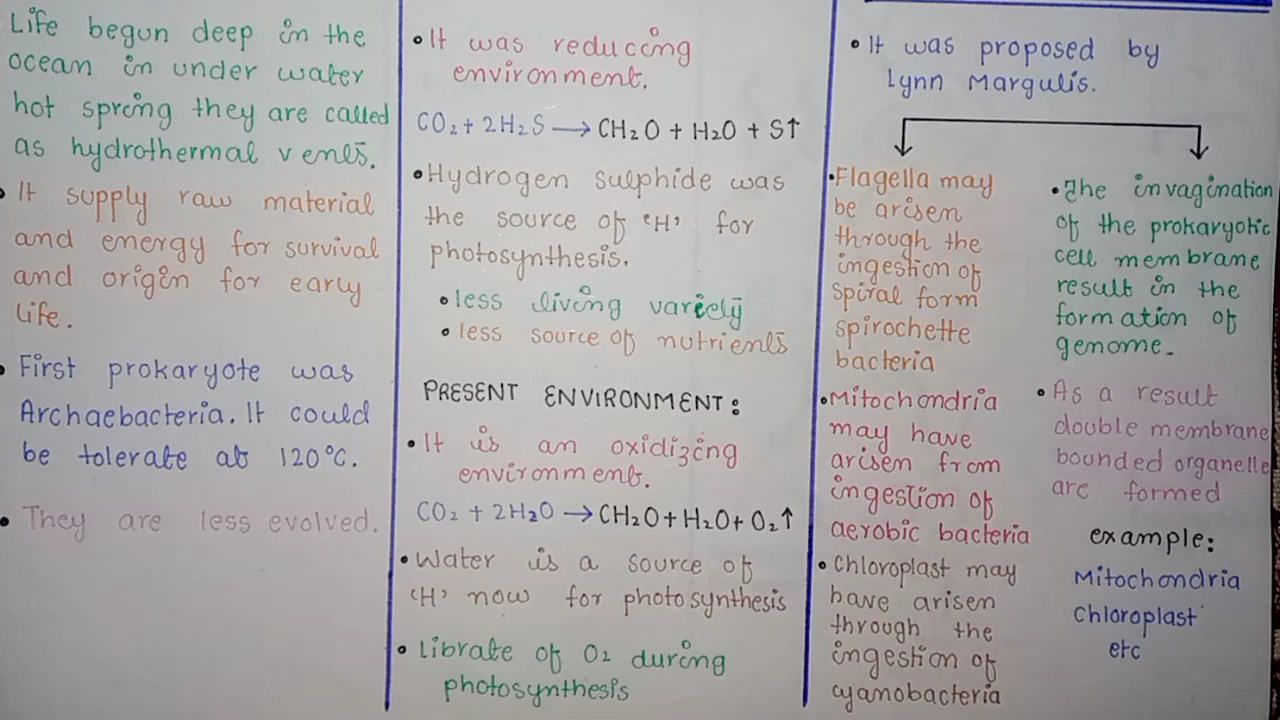 Life begun deep in the
ocean in under water
hot spring they are called
as hydrothermal vents.
• It supply raw material
and energy for survival
and origin for early
life.
• First prokaryote was
Archaebacteria. It could
be tolerate at 120°C.
• They are less evolved.
• It was reducing
environment.
CO₂ + 2H₂S → CH₂O + H₂O + S↑
• Hydrogen sulphide was
the source of 'H' for
photosynthesis.
• less living variety
• less source of nutrients
PRESENT ENVIRONMENT:
• It is an oxidizing
environment.
CO₂ + 2H₂O → CH₂O + H₂O + O₂↑
• Water is a source of
'H' now for photosynthesis
• Librate of O₂ during
photosynthesis
• It was proposed by
Lynn Margulis.
• Flagella may
be arisen
through the
ingestion of
spiral form
spirochette
bacteria
• Mitochondria
may have
arisen from
ingestion of
aerobic bacteria
• Chloroplast may
have arisen
through the
ingestion of
cyanobacteria
• The invagination
of the prokaryotic
cell membrane
result in the
formation of
genome.
• As a result
double membrane
bounded organelle
are formed
example:
Mitochondria
Chloroplast
etc